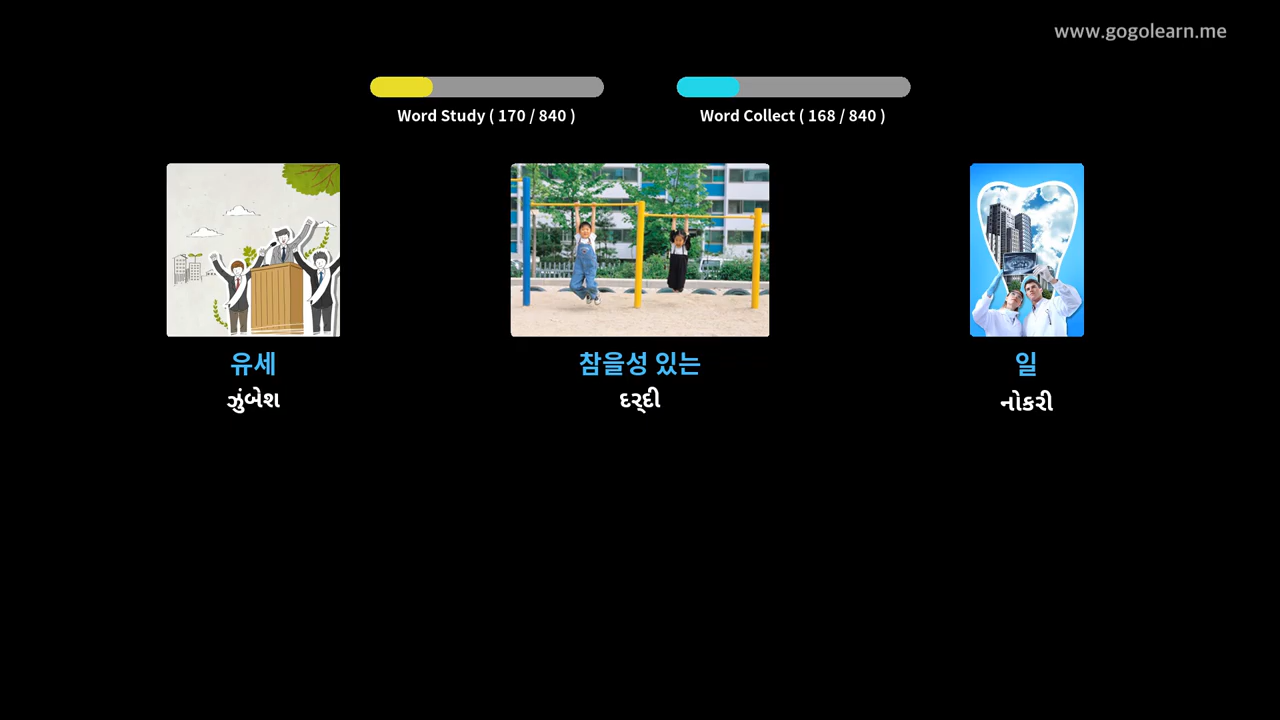 www.gogolearn.me
Word Study ( 170 / 840 )
Word Collect ( 168 / 840 )
유세
참을성 있는
일
ઝુંબેશ
દર્દી
નોકરી